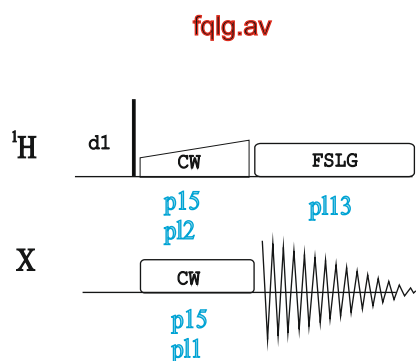 fqlg.av
¹H d1 CW FSLG
p15 pl13
pl2
X CW
p15
pl1